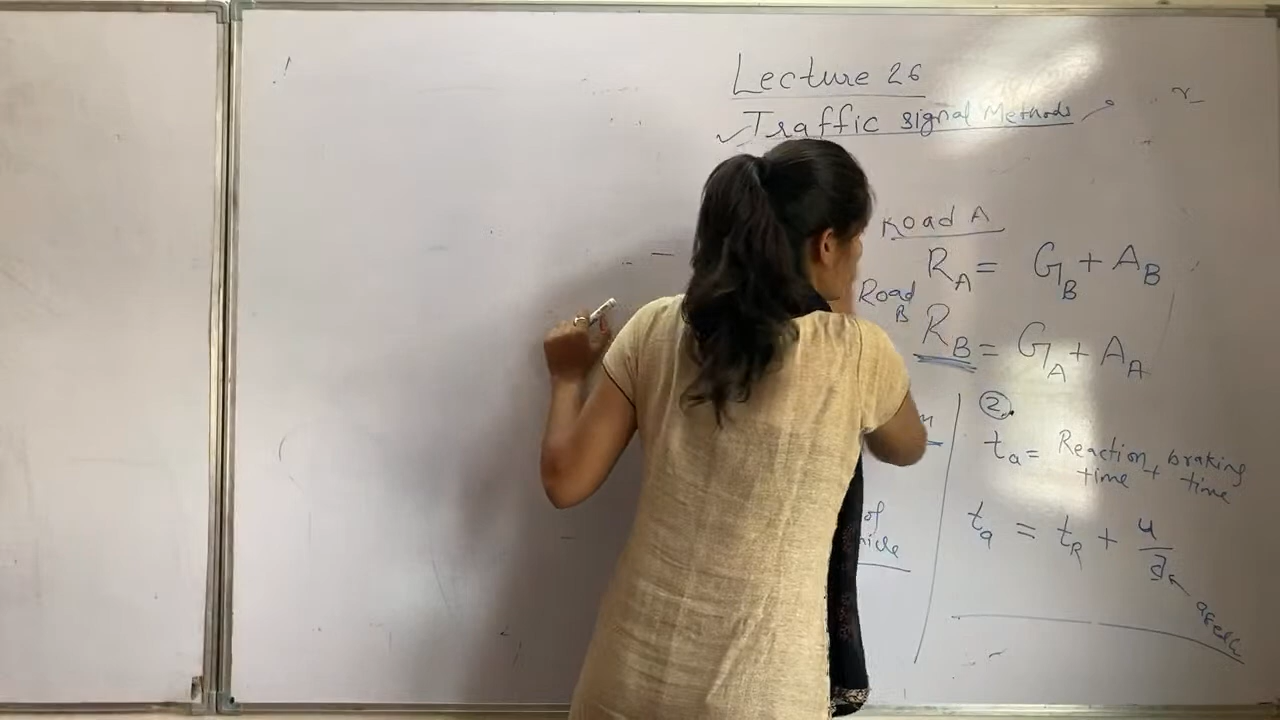 Lecture 26
Traffic signal Methods
Road A
R_A = G_B + A_B
Road B
R_B = G_A + A_A
of
2.
t_a = Reaction time + braking time
t_a = t_R + u/a